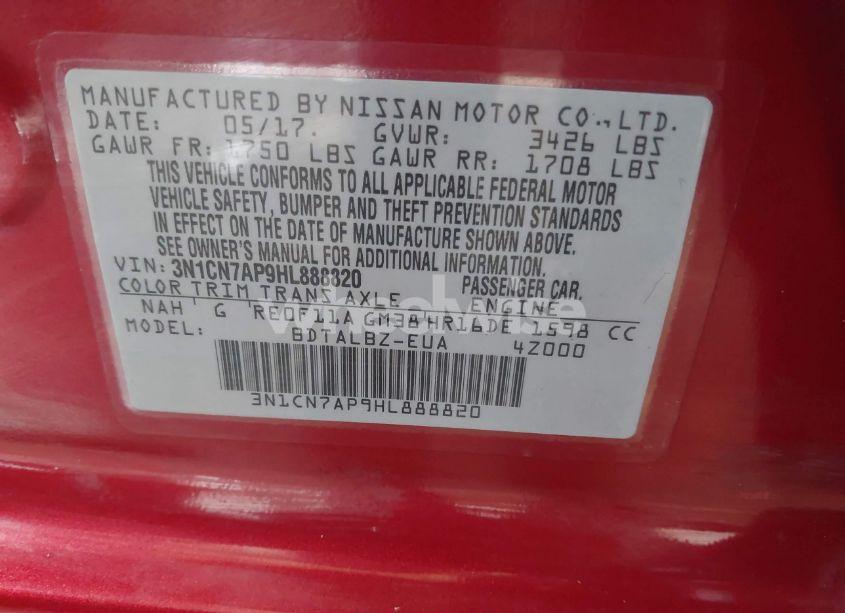 MANUFACTURED BY NISSAN MOTOR CO.,LTD.
DATE: 05/17. GVWR: 3426 LBS
GAWR FR: 1750 LBS GAWR RR: 1708 LBS
THIS VEHICLE CONFORMS TO ALL APPLICABLE FEDERAL MOTOR
VEHICLE SAFETY, BUMPER AND THEFT PREVENTION STANDARDS
IN EFFECT ON THE DATE OF MANUFACTURE SHOWN ABOVE.
SEE OWNER'S MANUAL FOR ADDITIONAL INFORMATION.
VIN: 3N1CN7AP9HL888820 PASSENGER CAR.
COLOR TRIM TRANS AXLE ENGINE
NAH G RE0F11A GM38 HR16DE 1598 CC
MODEL: BDTALBZ-EUA 4Z000
3N1CN7AP9HL888820